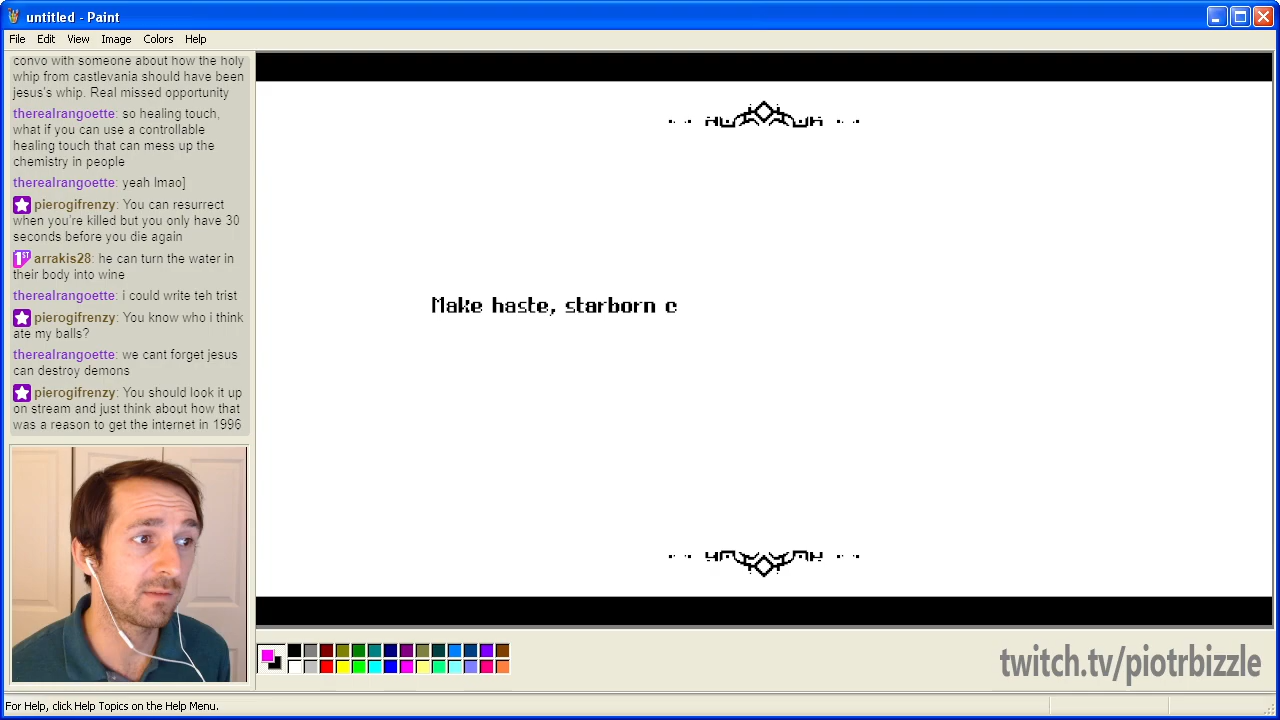 untitled - Paint
File Edit View Image Colors Help
convo with someone about how the holy
whip from castlevania should have been
jesus's whip. Real missed opportunity
therealrangoette: so healing touch,
what if you can use a controllable
healing touch that can mess up the
chemistry in people
therealrangoette: yeah lmao]
pierogifrenzy: You can resurrect
when you're killed but you only have 30
seconds before you die again
1ST arrakis28: he can turn the water in
their body into wine
therealrangoette: i could write teh trist
pierogifrenzy: You know who i think
ate my balls?
therealrangoette: we cant forget jesus
can destroy demons
pierogifrenzy: You should look it up
on stream and just think about how that
was a reason to get the internet in 1996
Make haste, starborn c
twitch.tv/piotrbizzle
For Help, click Help Topics on the Help Menu.